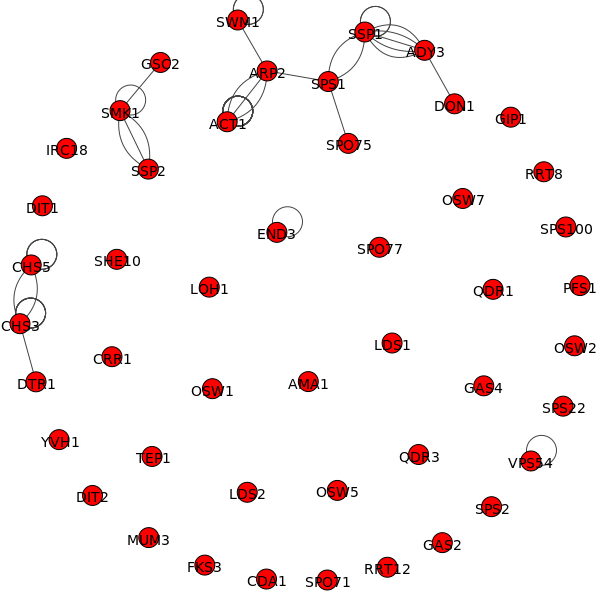 SWM1
SSP1
ADY3
GSC2
ARP2
SPS1
DON1
SMK1
ACT1
GIP1
IRC18
SPO75
SSP2
RRT8
DIT1
OSW7
SPS100
END3
SPO77
CHS5
SHE10
LOH1
QDR1
PFS1
CHS3
LDS1
OSW2
CRR1
DTR1
OSW1
AMA1
GAS4
SPS22
YVH1
TEP1
QDR3
VPS54
DIT2
LDS2
OSW5
SPS2
MUM3
GAS2
FKS3
CDA1
SPO71
RRT12